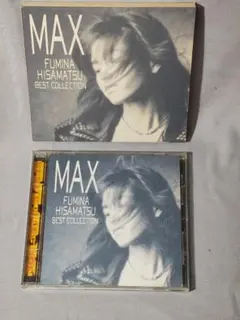 MAX
FUMINA
HISAMATSU
BEST COLLECTION
MAX
FUMINA
HISAMATSU
BEST COLLECTION